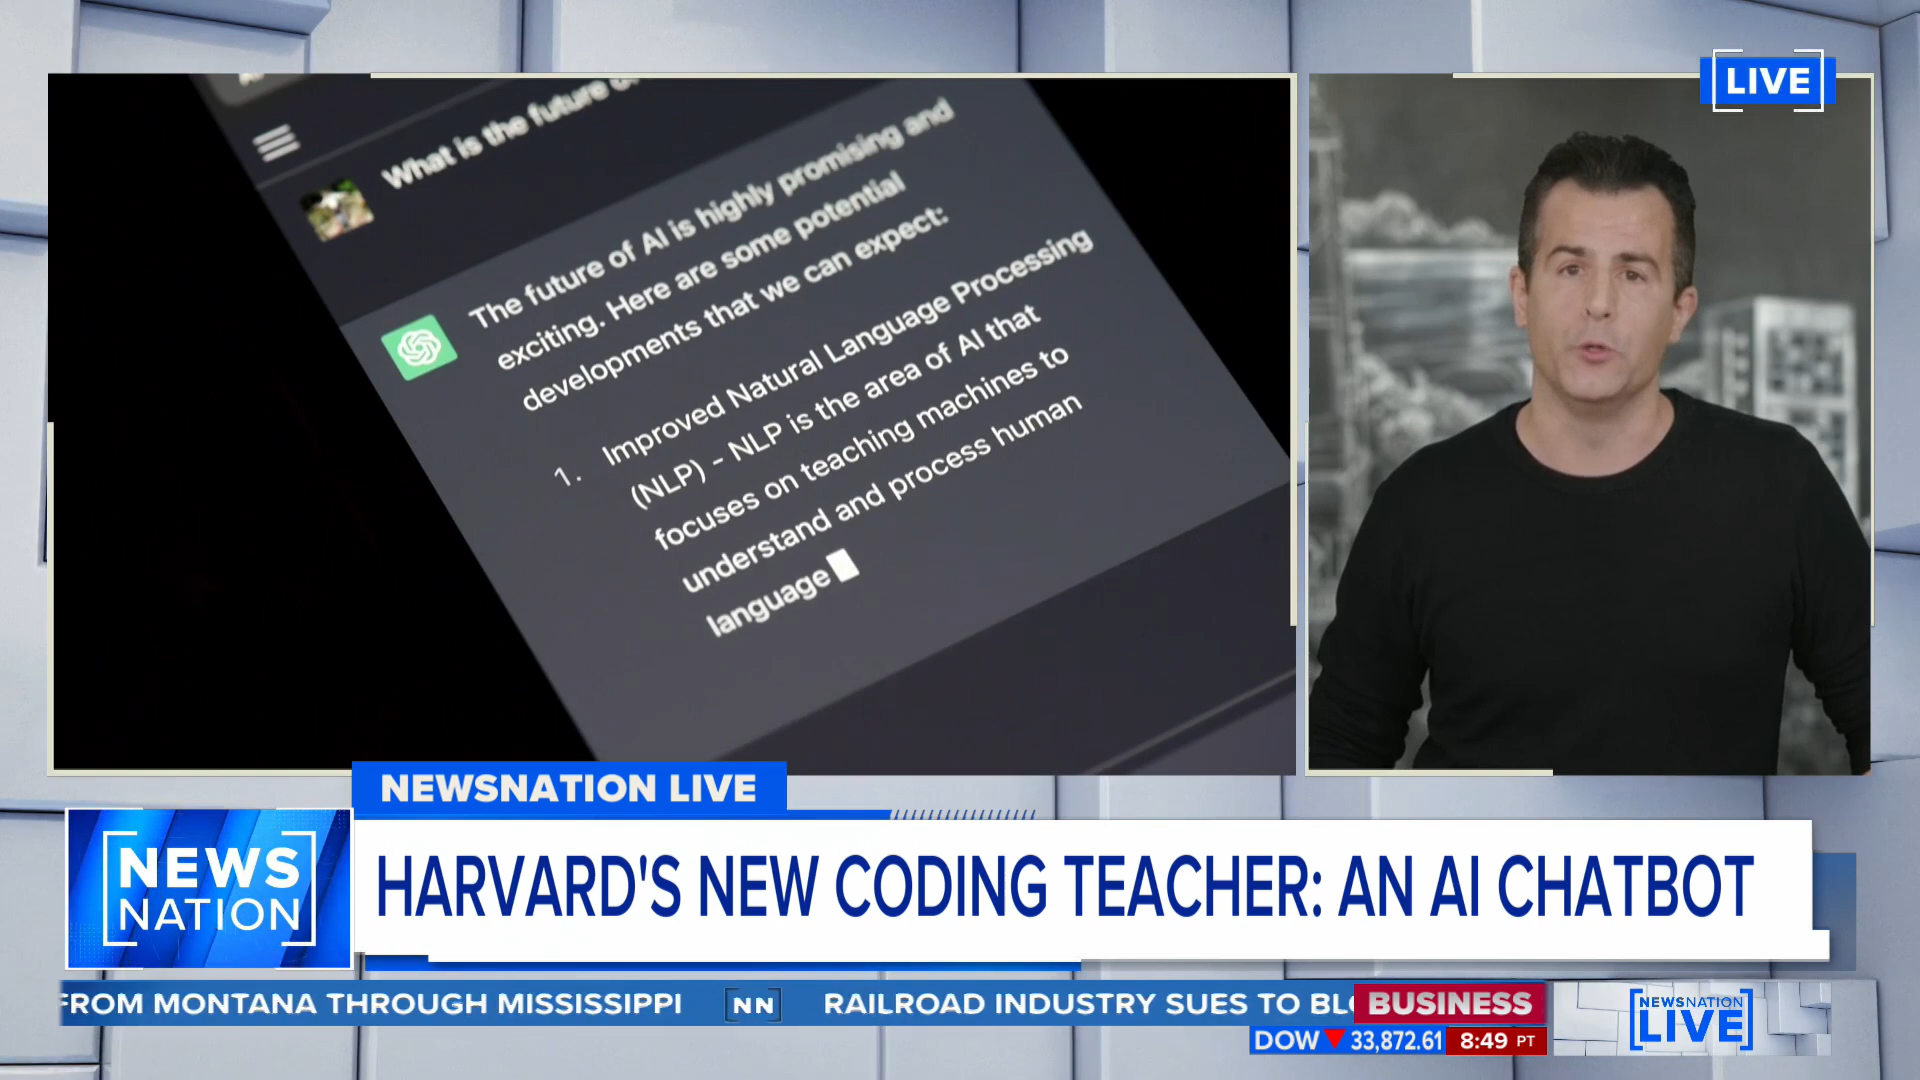 LIVE
What is the future
The future of AI is highly promising and
exciting. Here are some potential
developments that we can expect:
1. Improved Natural Language Processing
(NLP) - NLP is the area of AI that
focuses on teaching machines to
understand and process human
language
NEWSNATION LIVE
NEWS
NATION
HARVARD'S NEW CODING TEACHER: AN AI CHATBOT
FROM MONTANA THROUGH MISSISSIPPI NN RAILROAD INDUSTRY SUES TO
BUSINESS
DOW 33,872.61 8:49 PT
NEWSNATION
LIVE